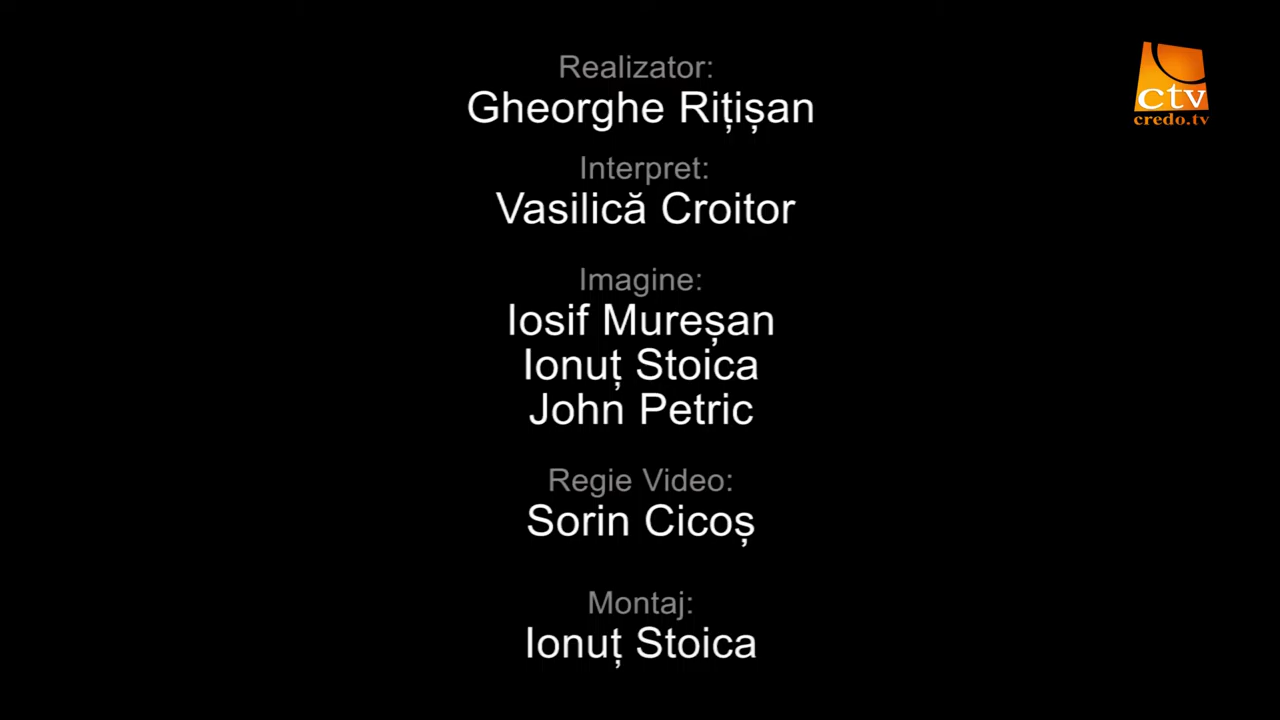 Realizator:
Gheorghe Rițișan
Interpret:
Vasilică Croitor
Imagine:
Iosif Mureșan
Ionuț Stoica
John Petric
Regie Video:
Sorin Cicoș
Montaj:
Ionuț Stoica
ctv
credo.tv